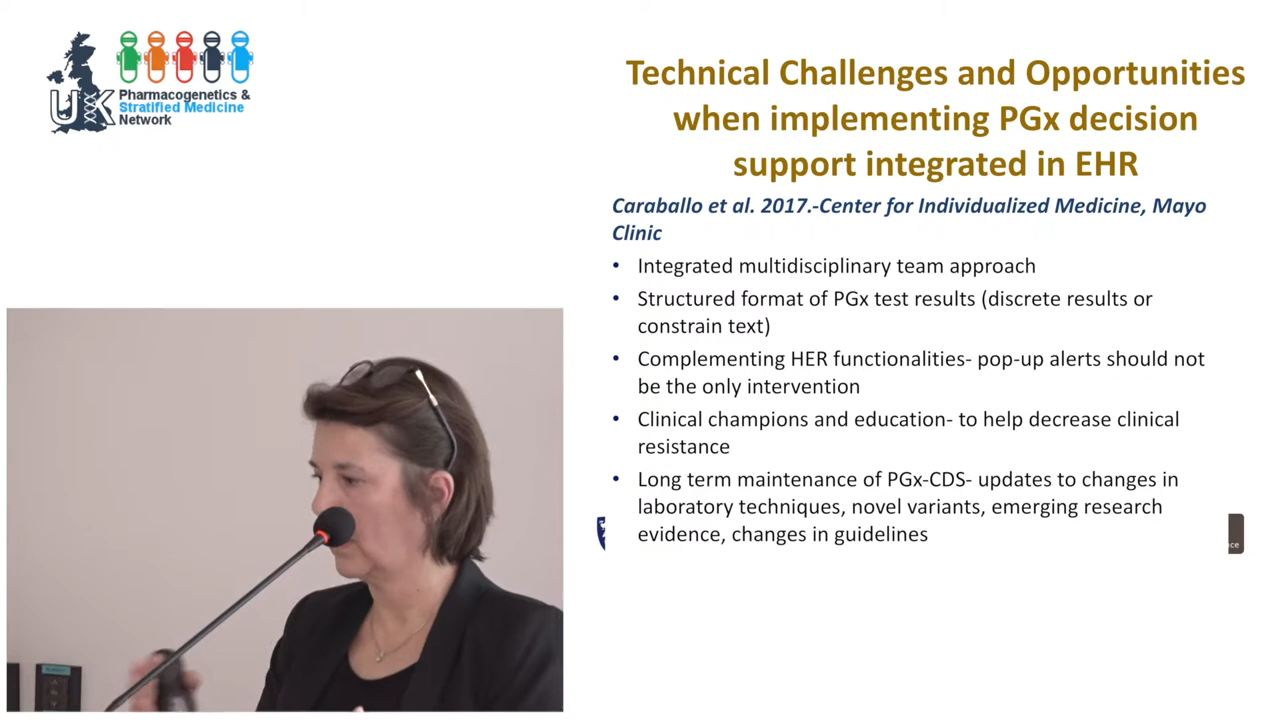 UK
Pharmacogenetics &
Stratified Medicine
Network
Technical Challenges and Opportunities
when implementing PGx decision
support integrated in EHR
Caraballo et al. 2017.-Center for Individualized Medicine, Mayo
Clinic
• Integrated multidisciplinary team approach
• Structured format of PGx test results (discrete results or
constrain text)
• Complementing HER functionalities- pop-up alerts should not
be the only intervention
• Clinical champions and education- to help decrease clinical
resistance
• Long term maintenance of PGx-CDS- updates to changes in
laboratory techniques, novel variants, emerging research
evidence, changes in guidelines